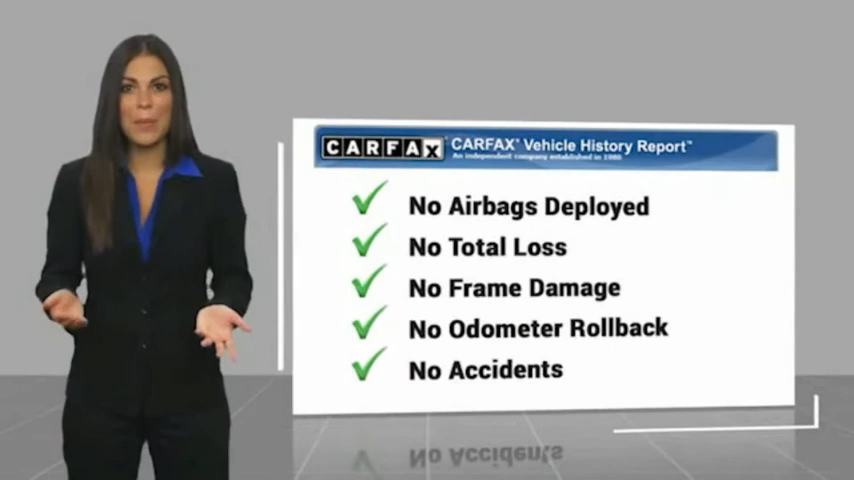 CARFAX CARFAX Vehicle History Report™
An independent company established in 1986
No Airbags Deployed
No Total Loss
No Frame Damage
No Odometer Rollback
No Accidents
No Accidents